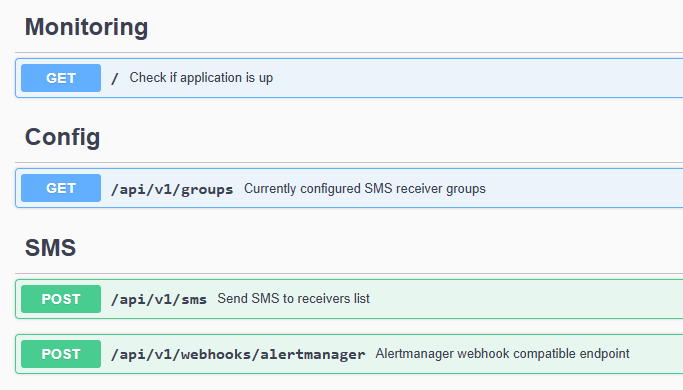 Monitoring
GET / Check if application is up
Config
GET /api/v1/groups Currently configured SMS receiver groups
SMS
POST /api/v1/sms Send SMS to receivers list
POST /api/v1/webhooks/alertmanager Alertmanager webhook compatible endpoint